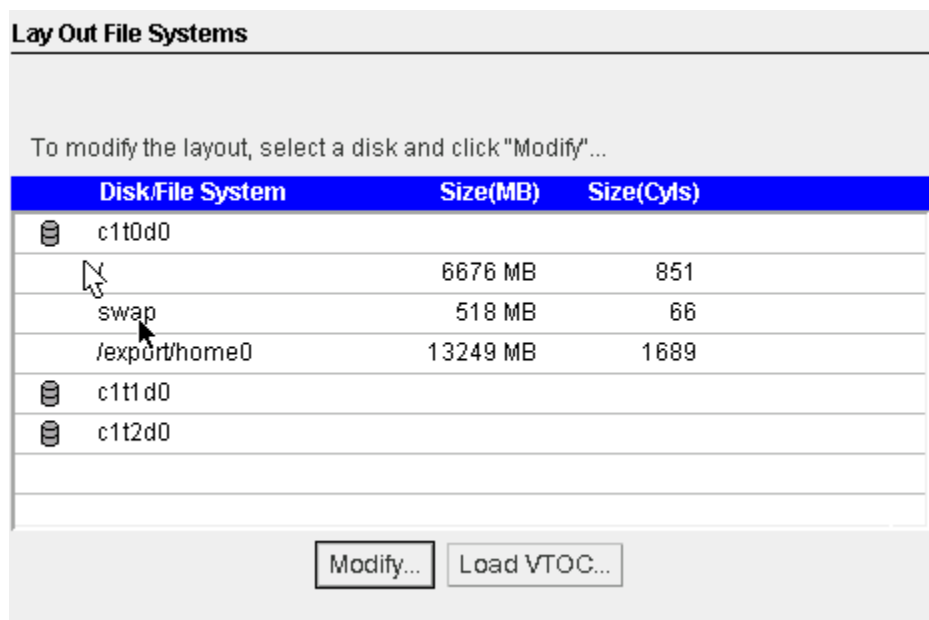 Lay Out File Systems
To modify the layout, select a disk and click "Modify"...
Disk/File System Size(MB) Size(Cyls)
c1t0d0
/ 6676 MB 851
swap 518 MB 66
/export/home0 13249 MB 1689
c1t1d0
c1t2d0
Modify... Load VTOC...